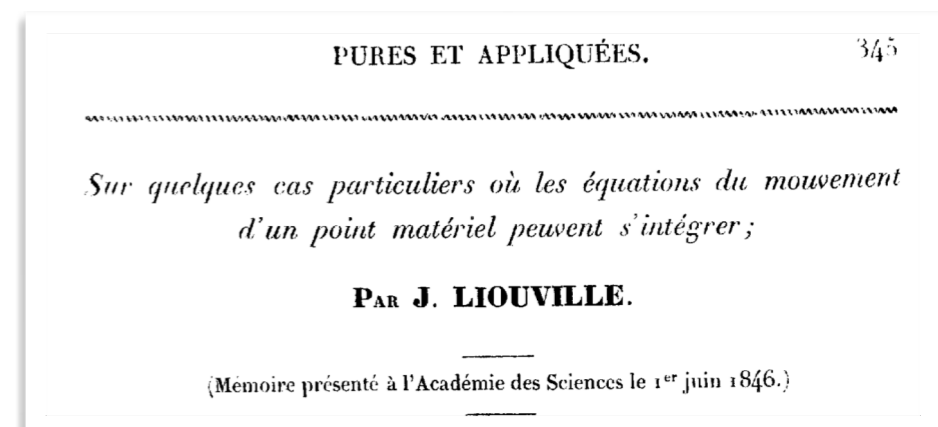 PURES ET APPLIQUÉES. 345
Sur quelques cas particuliers où les équations du mouvement
d'un point matériel peuvent s'intégrer;
PAR J. LIOUVILLE.
(Mémoire présenté à l'Académie des Sciences le 1er juin 1846.)